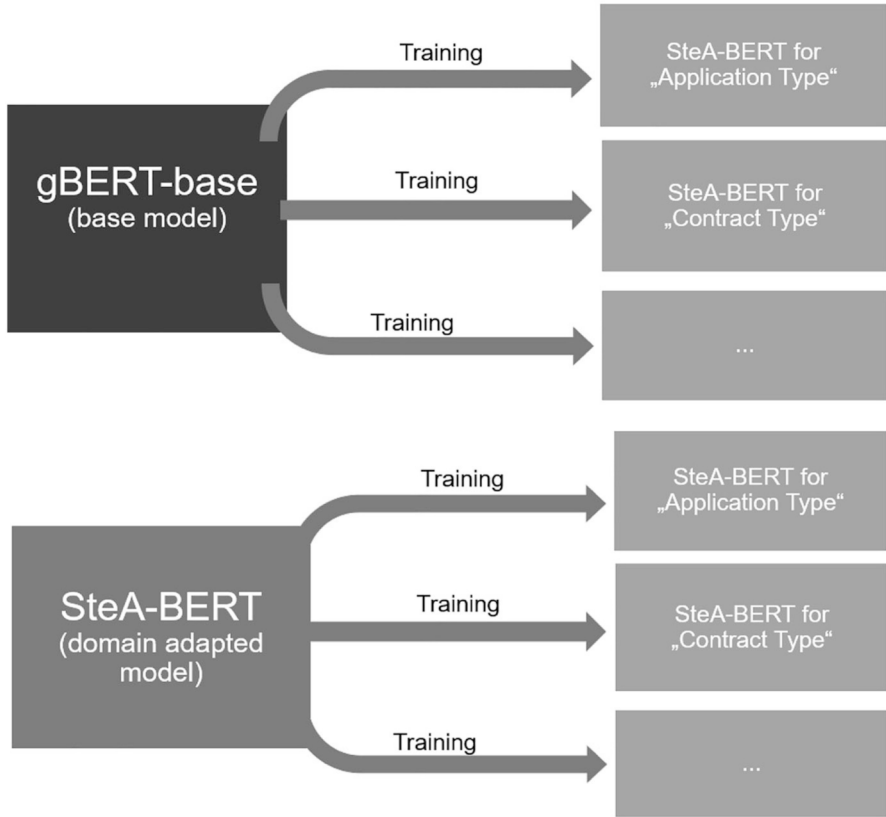 Training
SteA-BERT for
„Application Type“
gBERT-base
(base model)
Training
SteA-BERT for
„Contract Type“
Training
...
Training
SteA-BERT for
„Application Type“
SteA-BERT
(domain adapted
model)
Training
SteA-BERT for
„Contract Type“
Training
...